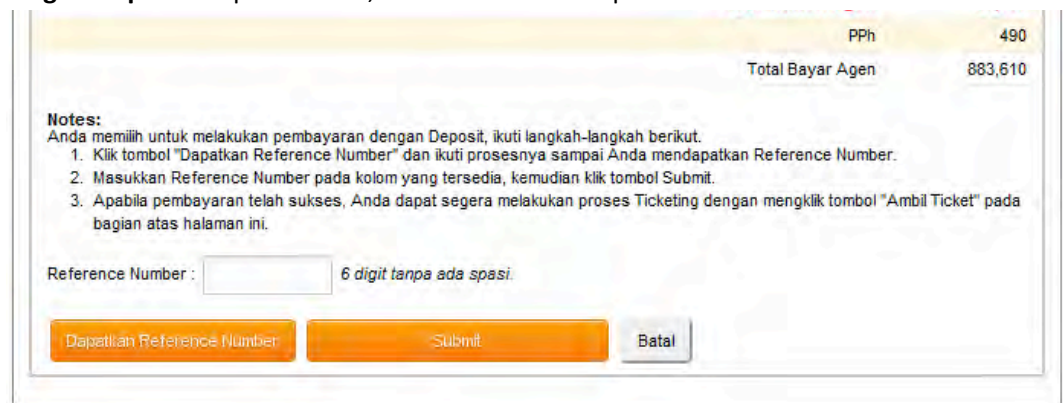 PPh 490
Total Bayar Agen 883,610
Notes:
Anda memilih untuk melakukan pembayaran dengan Deposit, ikuti langkah-langkah berikut.
1. Klik tombol "Dapatkan Reference Number" dan ikuti prosesnya sampai Anda mendapatkan Reference Number.
2. Masukkan Reference Number pada kolom yang tersedia, kemudian klik tombol Submit.
3. Apabila pembayaran telah sukses, Anda dapat segera melakukan proses Ticketing dengan mengklik tombol "Ambil Ticket" pada
bagian atas halaman ini.
Reference Number : 6 digit tanpa ada spasi.
Dapatkan Reference Number Submit Batal